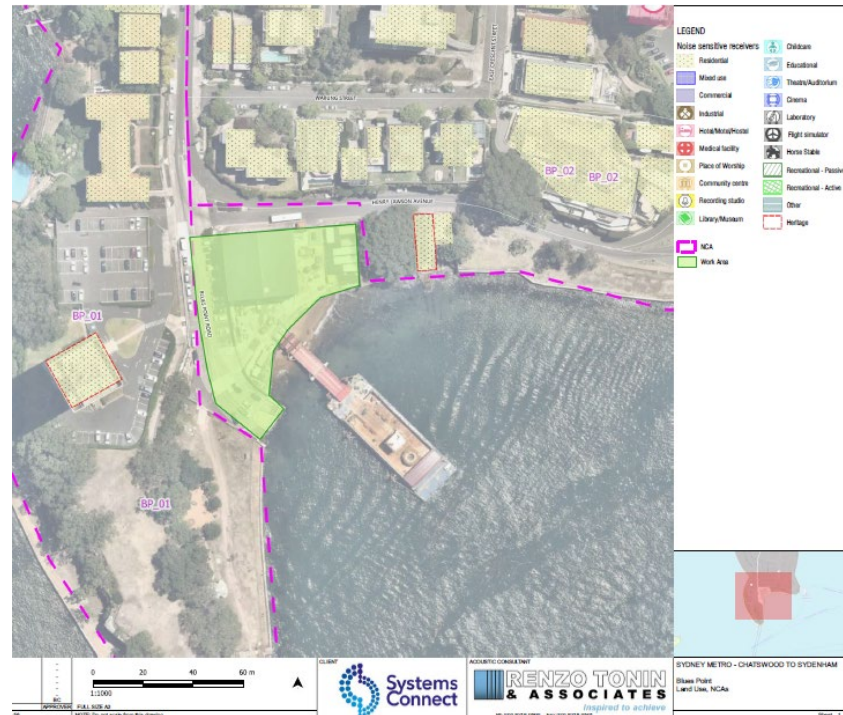 WARUNG STREET
BP_02
BP_02
HENRY LAWSON AVENUE
BLUES POINT ROAD
BP_01
BP_01
LEGEND
Noise sensitive receivers
Residential
Mixed use
Commercial
Industrial
Hotel/Motel/Hostel
Medical facility
Place of Worship
Community centre
Recording studio
Library/Museum
NCA
Work Area
Childcare
Educational
Theatre/Auditorium
Cinema
Laboratory
Flight simulator
Horse Stable
Recreational - Passive
Recreational - Active
Other
Heritage
BC
APPROVER
0 20 40 60 m
1:1000
FULL SIZE A3
CLIENT
Systems
Connect
ACOUSTIC CONSULTANT
RENZO TONIN
& ASSOCIATES
inspired to achieve
SYDNEY METRO - CHATSWOOD TO SYDENHAM
Blues Point
Land Use, NCAs